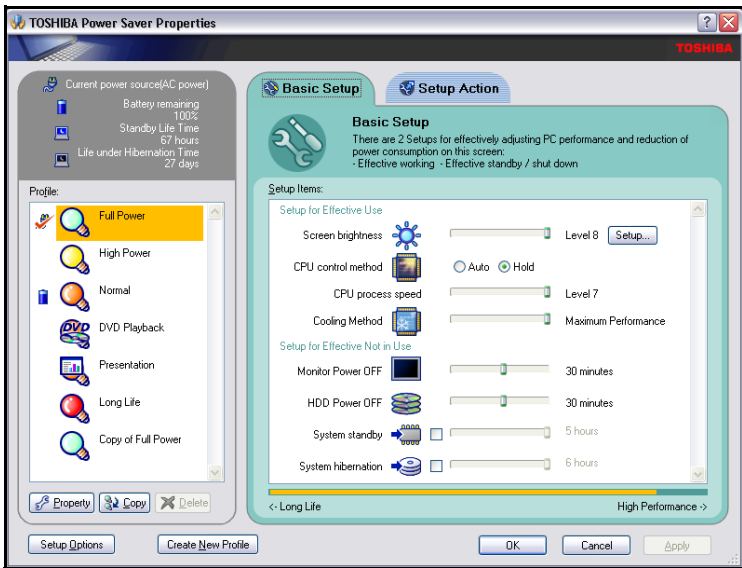 TOSHIBA Power Saver Properties
TOSHIBA
Current power source(AC power)
Battery remaining
100%
Standby Life Time
67 hours
Life under Hibernation Time
27 days
Profile:
Full Power
High Power
Normal
DVD
DVD Playback
Presentation
Long Life
Copy of Full Power
Property
Copy
Delete
Setup Options
Create New Profile
Basic Setup
Setup Action
Basic Setup
There are 2 Setups for effectively adjusting PC performance and reduction of
power consumption on this screen:
- Effective working - Effective standby / shut
down
Setup Items:
Setup for Effective Use
Screen brightness
Level 8
Setup...
CPU control method
Auto
Hold
CPU process speed
Level 7
Cooling Method
Maximum Performance
Setup for Effective Not in Use
Monitor Power OFF
30 minutes
HDD Power OFF
30 minutes
System standby
5 hours
System hibernation
6 hours
<- Long Life
High Performance ->
OK
Cancel
Apply